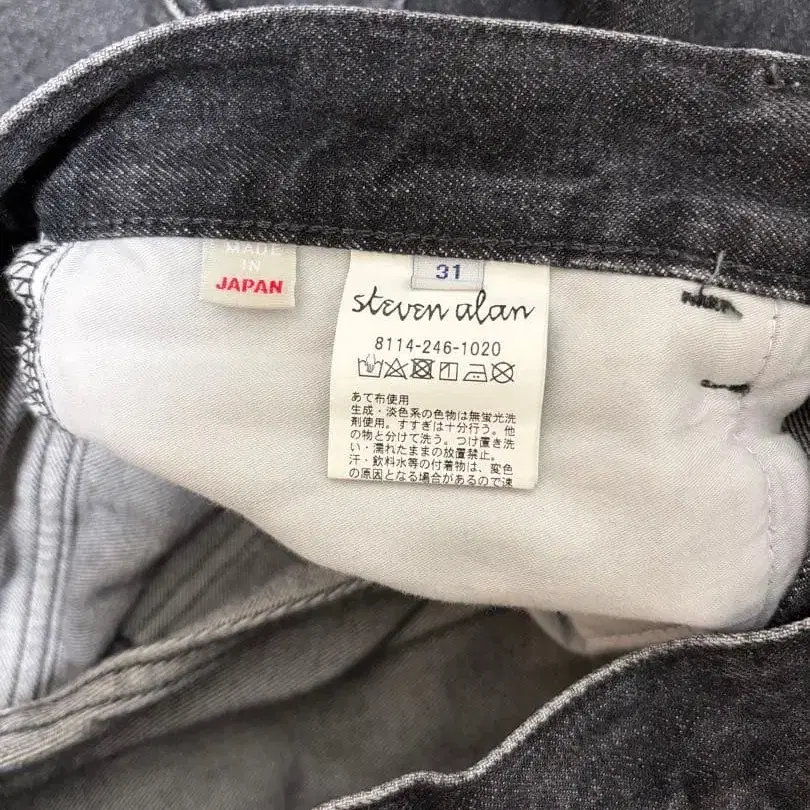 MADE
IN
JAPAN
31
steven alan
8114-246-1020
あて布使用
生成・淡色系の色物は無蛍光洗
剤使用。すすぎは十分行う。他
の物と分けて洗う。つけ置き洗
い・濡れたままの放置禁止。
汗・飲料水等の付着物は、変色
の原因となる場合があるので速